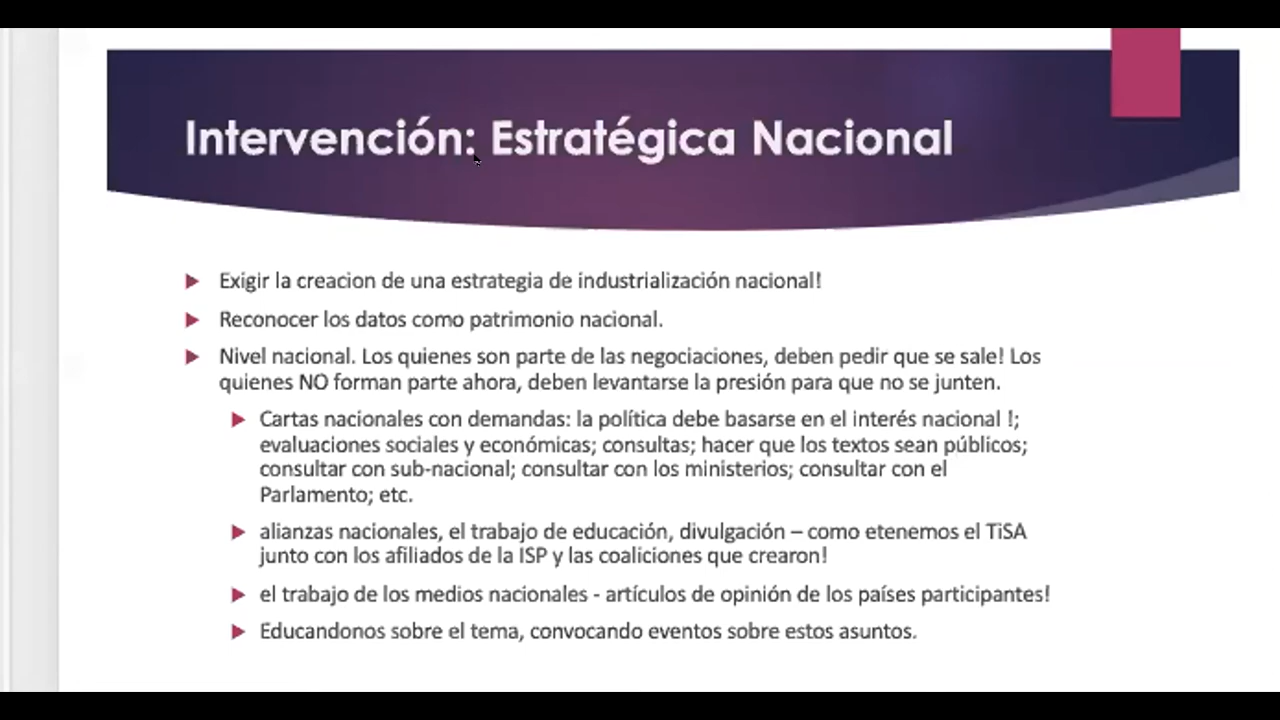 Intervención: Estratégica Nacional
Exigir la creacion de una estrategia de industrialización nacional!
Reconocer los datos como patrimonio nacional.
Nivel nacional. Los quienes son parte de las negociaciones, deben pedir que se sale! Los
quienes NO forman parte ahora, deben levantarse la presión para que no se junten.
Cartas nacionales con demandas: la política debe basarse en el interés nacional !;
evaluaciones sociales y económicas; consultas; hacer que los textos sean públicos;
consultar con sub-nacional; consultar con los ministerios; consultar con el
Parlamento; etc.
alianzas nacionales, el trabajo de educación, divulgación – como etenemos el TiSA
junto con los afiliados de la ISP y las coaliciones que crearon!
el trabajo de los medios nacionales - artículos de opinión de los países participantes!
Educandonos sobre el tema, convocando eventos sobre estos asuntos.